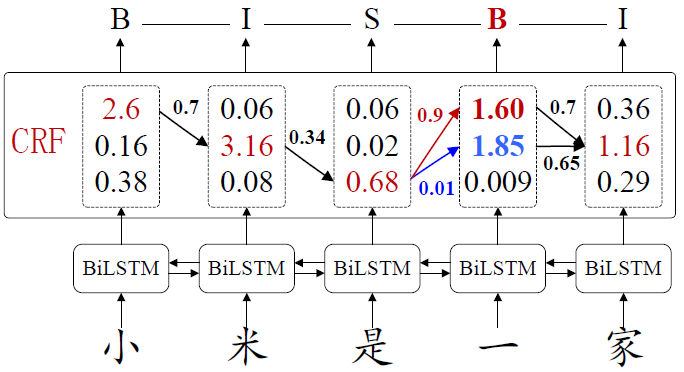 B I S B I
CRF
2.6 0.7 0.06 0.34 0.06 0.9 1.60 0.7 0.36
0.16 3.16 0.02 1.85 0.65 1.16
0.38 0.08 0.68 0.01 0.009 0.29
BiLSTM BiLSTM BiLSTM BiLSTM BiLSTM
小 米 是 一 家